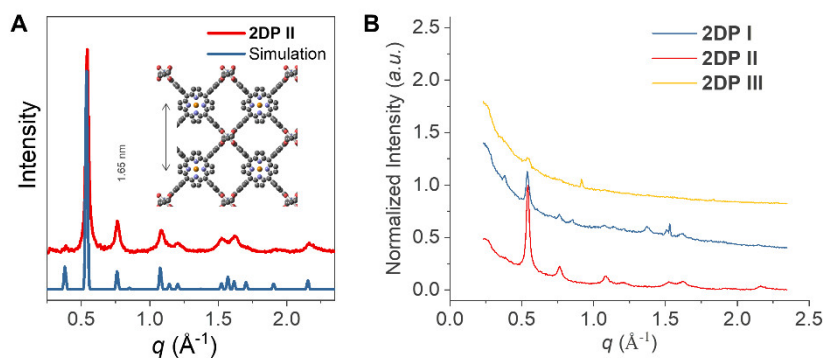 A
2DP II
Simulation
1.65 nm
Intensity
0.5
1.0
1.5
2.0
q (Å⁻¹)
B
2DP I
2DP II
2DP III
Normalized Intensity (a.u.)
2.5
2.0
1.5
1.0
0.5
0.0
0.0
0.5
1.0
1.5
2.0
2.5
q (Å⁻¹)